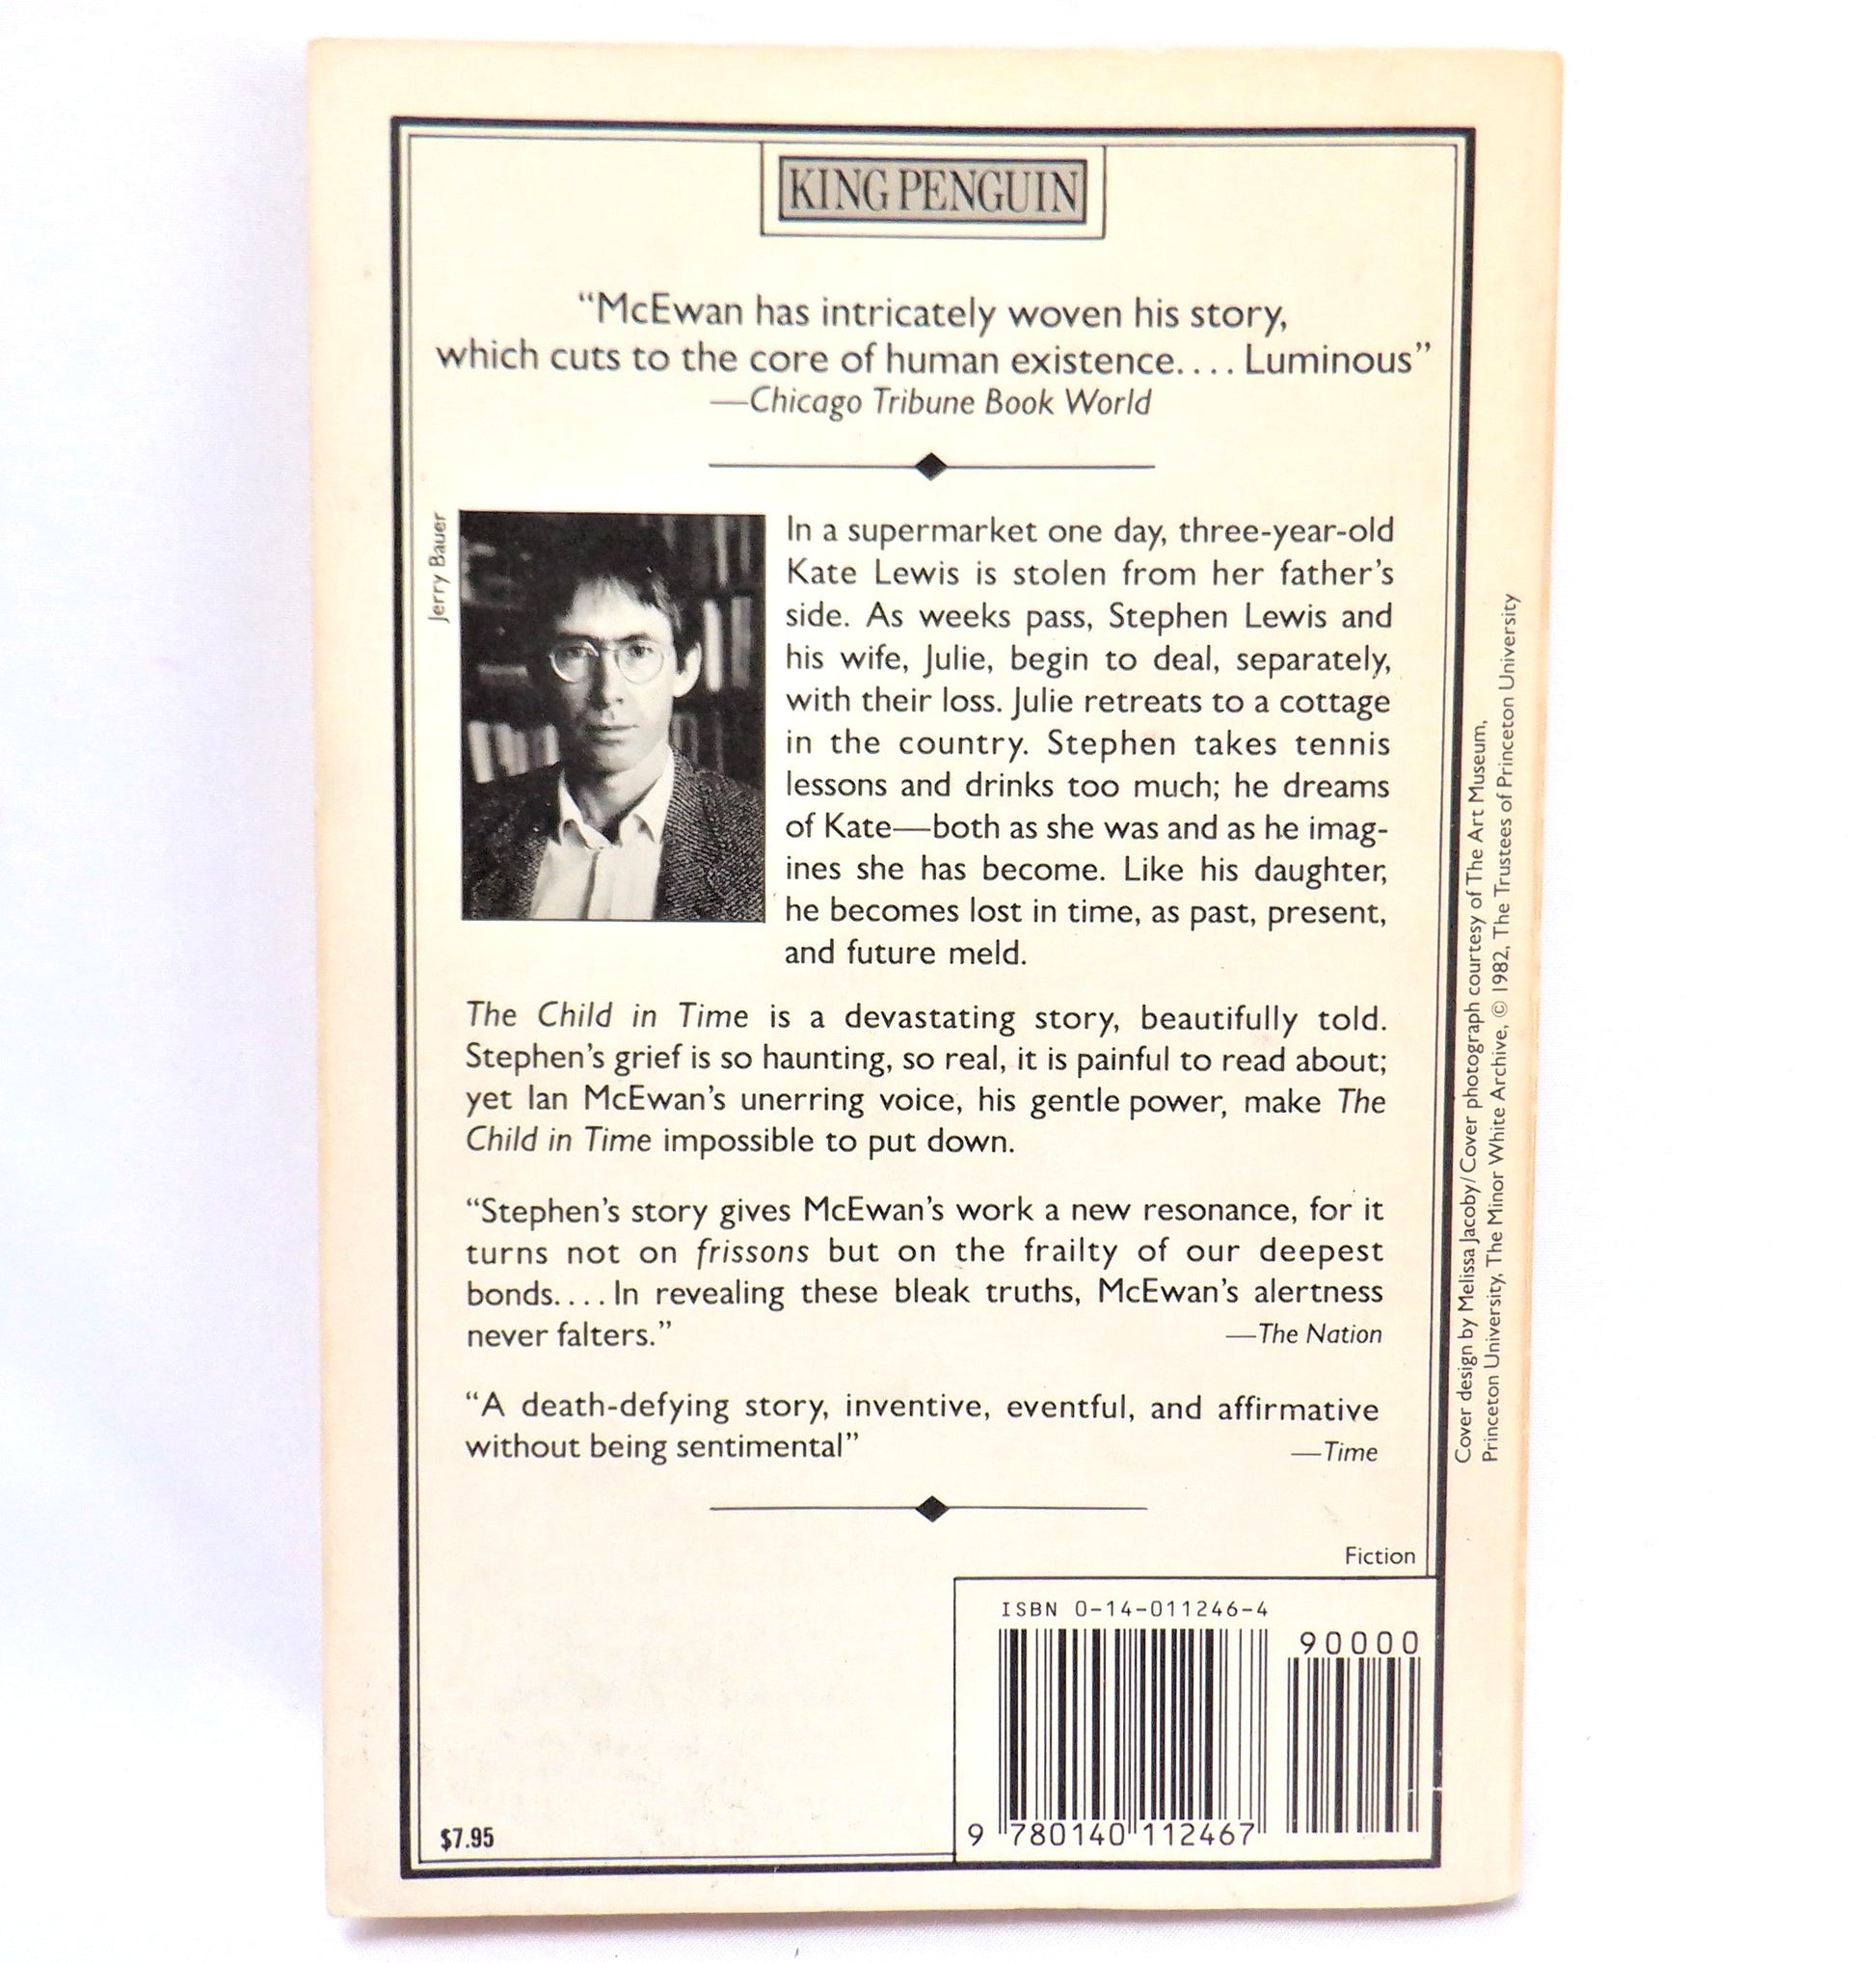 KING PENGUIN
“McEwan has intricately woven his story,
which cuts to the core of human existence.... Luminous”
—Chicago Tribune Book World
Jerry Bauer
In a supermarket one day, three-year-old
Kate Lewis is stolen from her father’s
side. As weeks pass, Stephen Lewis and
his wife, Julie, begin to deal, separately,
with their loss. Julie retreats to a cottage
in the country. Stephen takes tennis
lessons and drinks too much; he dreams
of Kate—both as she was and as he imag-
ines she has become. Like his daughter,
he becomes lost in time, as past, present,
and future meld.
The Child in Time is a devastating story, beautifully told.
Stephen’s grief is so haunting, so real, it is painful to read about;
yet Ian McEwan’s unerring voice, his gentle power, make The
Child in Time impossible to put down.
“Stephen’s story gives McEwan’s work a new resonance, for it
turns not on frissons but on the frailty of our deepest
bonds.... In revealing these bleak truths, McEwan’s alertness
never falters.” —The Nation
“A death-defying story, inventive, eventful, and affirmative
without being sentimental” —Time
Cover design by Melissa Jacoby/Cover photograph courtesy of The Art Museum,
Princeton University, The Minor White Archive, © 1982, The Trustees of Princeton University
Fiction
ISBN 0-14-011246-4
90000
9 780140 112467
$7.95